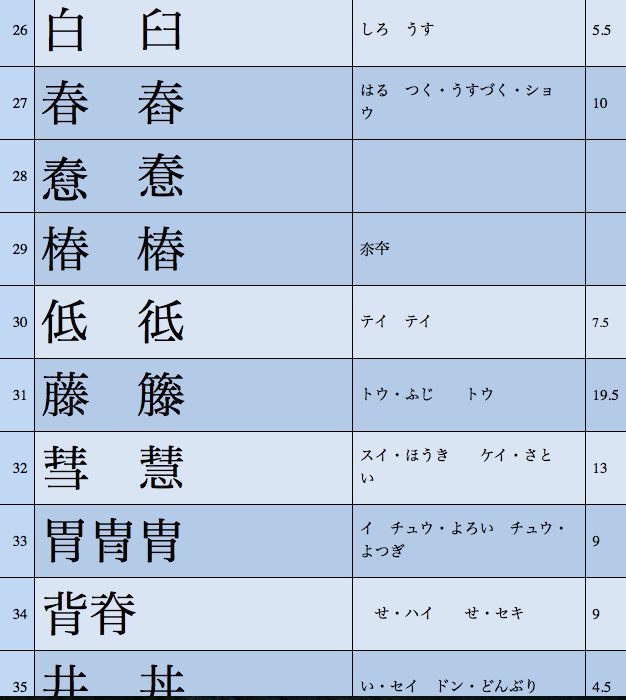 26 白 臼 しろ うす 5.5
27 春 舂 はる つく・うすづく・ショ
ウ 10
28 惷 憃
29 椿 樁
30 低 彽 テイ テイ 7.5
31 藤 籐 トウ・ふじ トウ 19.5
32 彗 慧 スイ・ほうき ケイ・さと
い 13
33 胃冑胄 イ チュウ・よろい チュウ・
よつぎ 9
34 背脊 せ・ハイ せ・セキ 9
35 井 丼 い・セイ ドン・どんぶり 4.5